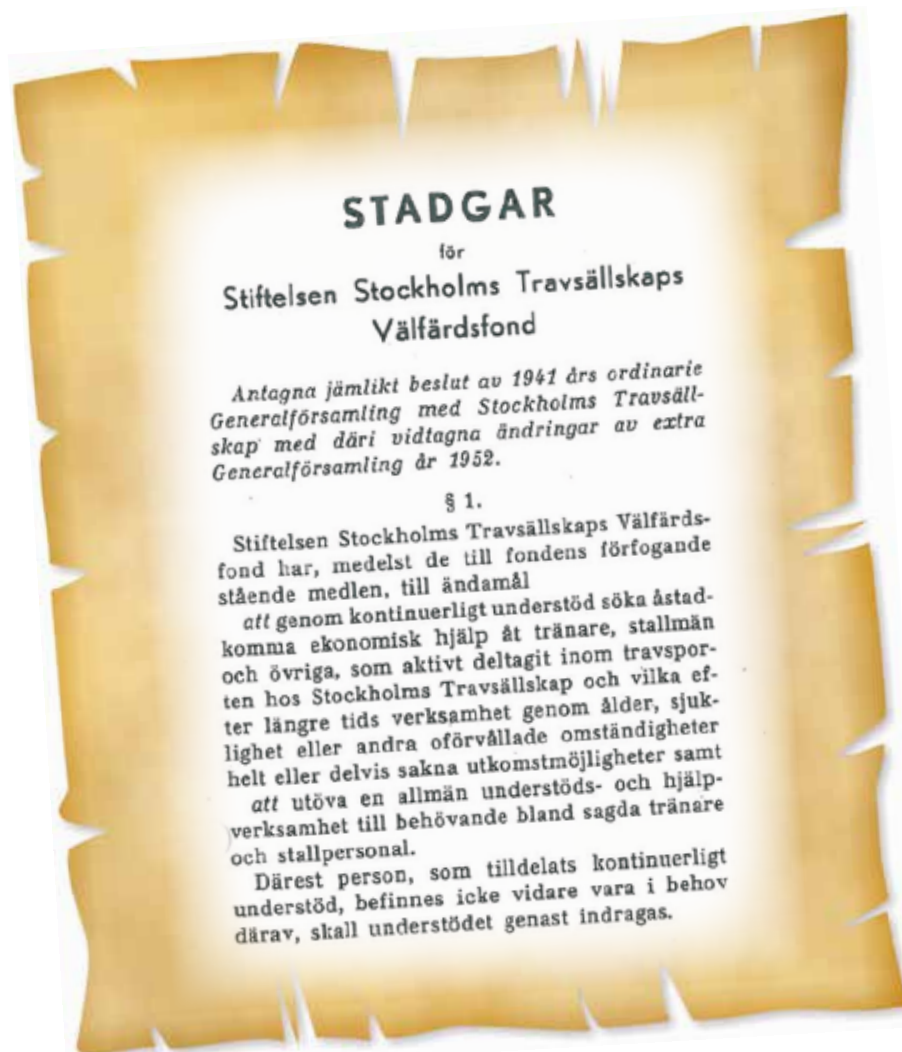 STADGAR
för
Stiftelsen Stockholms Travsällskaps
Välfärdsfond
Antagna jämlikt beslut av 1941 års ordinarie
Generalförsamling med Stockholms Travsäll-
skap med däri vidtagna ändringar av extra
Generalförsamling år 1952.
§ 1.
Stiftelsen Stockholms Travsällskaps Välfärds-
fond har, medelst de till fondens förfogande
stående medlen, till ändamål
att genom kontinuerligt understöd söka åstad-
komma ekonomisk hjälp åt tränare, stallmän
och övriga, som aktivt deltagit inom travspor-
ten hos Stockholms Travsällskap och vilka ef-
ter längre tids verksamhet genom ålder, sjuk-
lighet eller andra oförvållade omständigheter
helt eller delvis sakna utkomstmöjligheter samt
att utöva en allmän understöds- och hjälp-
verksamhet till behövande bland sagda tränare
och stallpersonal.
Därest person, som tilldelats kontinuerligt
understöd, befinnes icke vidare vara i behov
därav, skall understödet genast indragas.